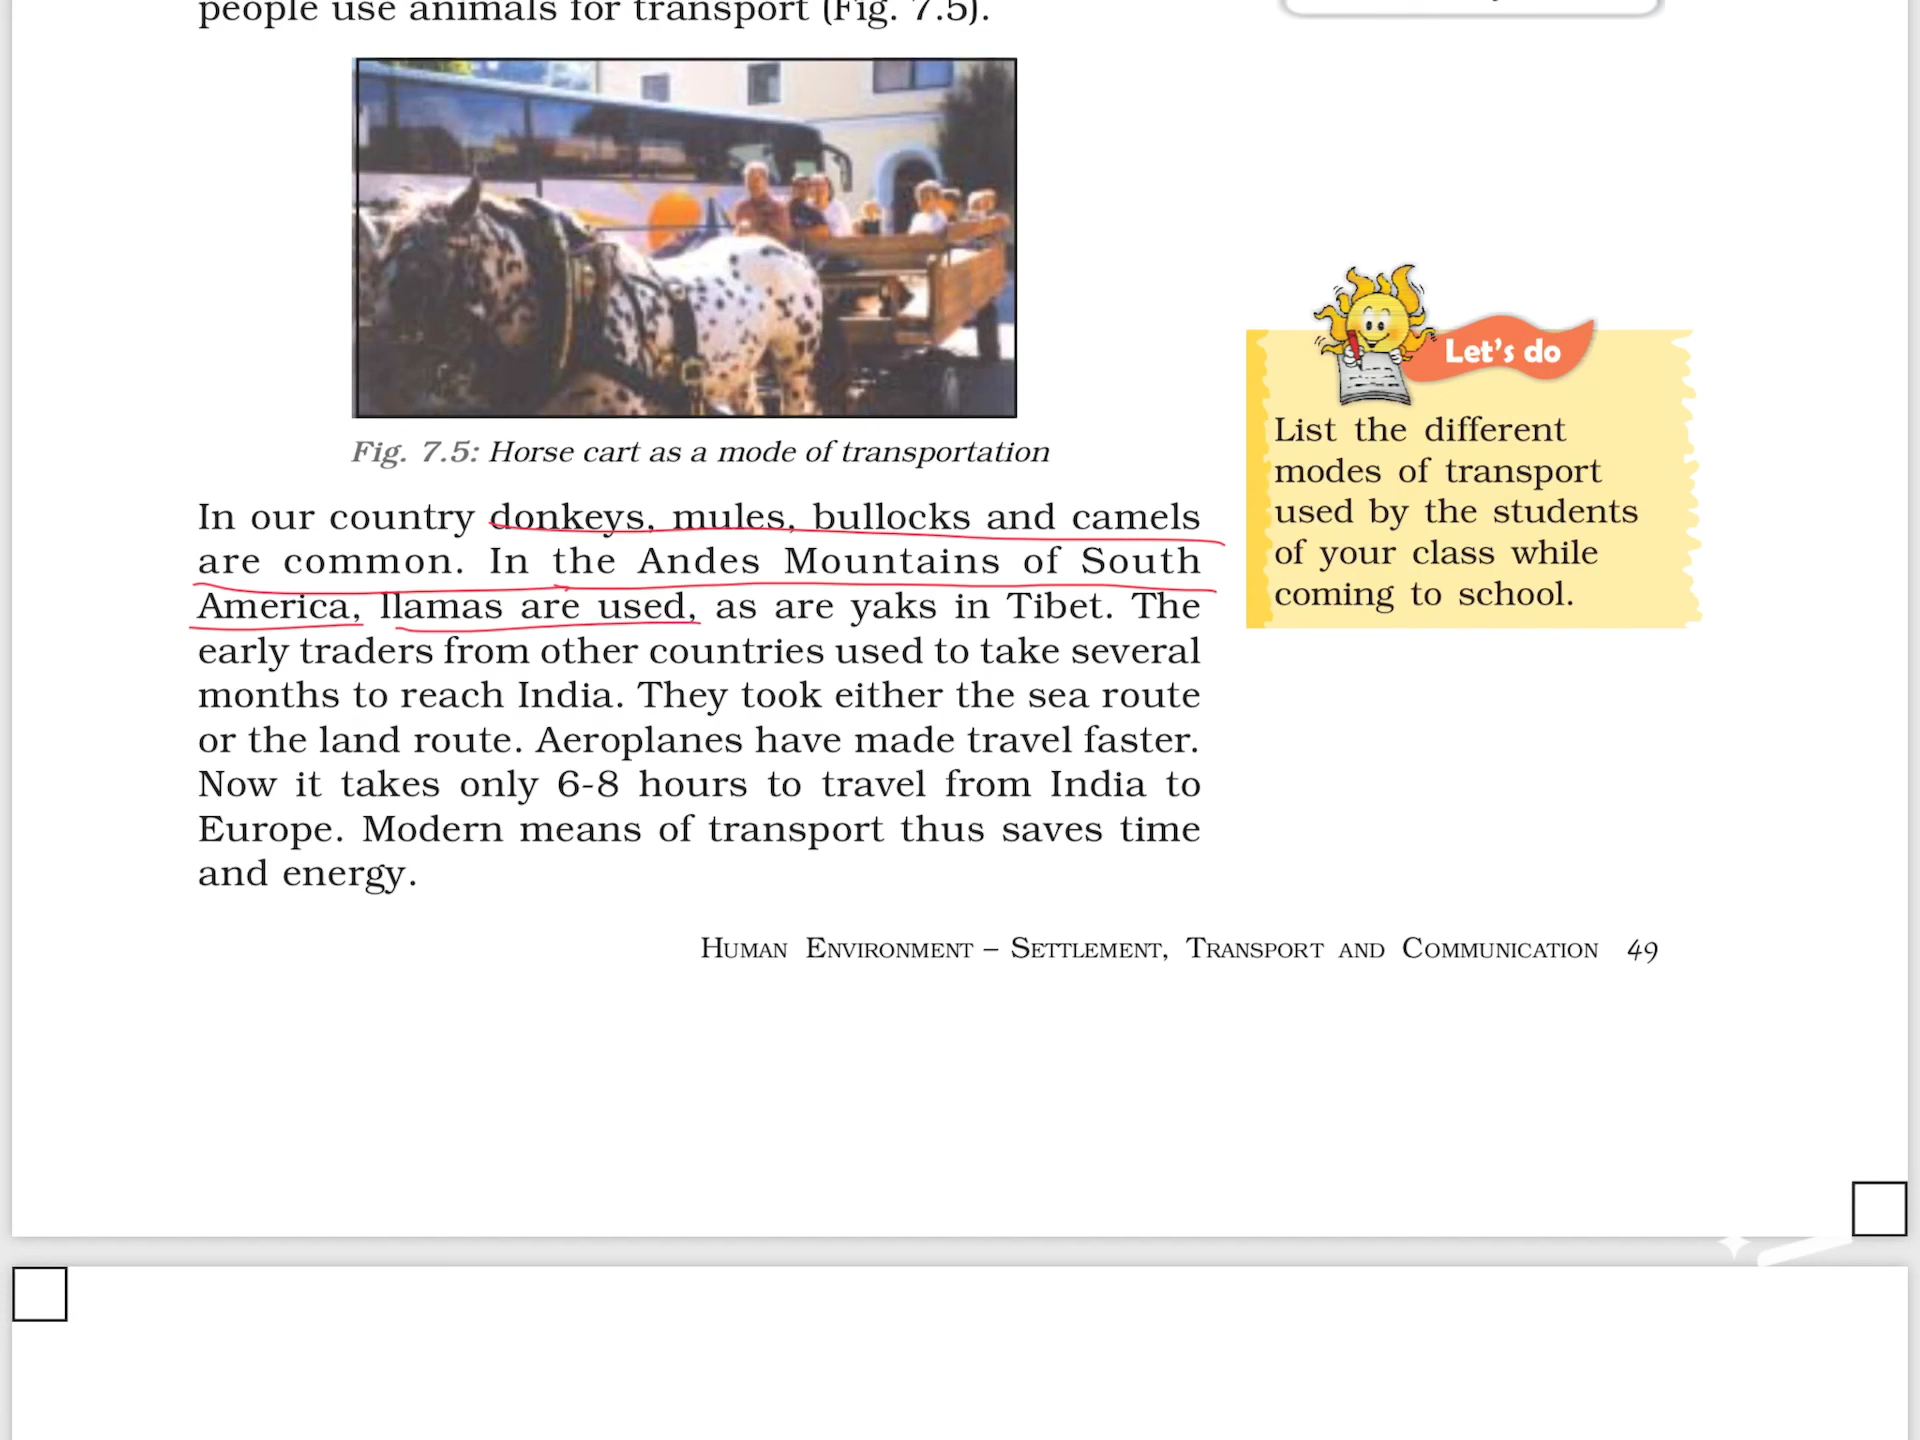 people use animals for transport (Fig. 7.5).
Fig. 7.5: Horse cart as a mode of transportation
In our country donkeys, mules, bullocks and camels
are common. In the Andes Mountains of South
America, llamas are used, as are yaks in Tibet. The
early traders from other countries used to take several
months to reach India. They took either the sea route
or the land route. Aeroplanes have made travel faster.
Now it takes only 6-8 hours to travel from India to
Europe. Modern means of transport thus saves time
and energy.
Let's do
List the different
modes of transport
used by the students
of your class while
coming to school.
Human Environment – Settlement, Transport and Communication 49